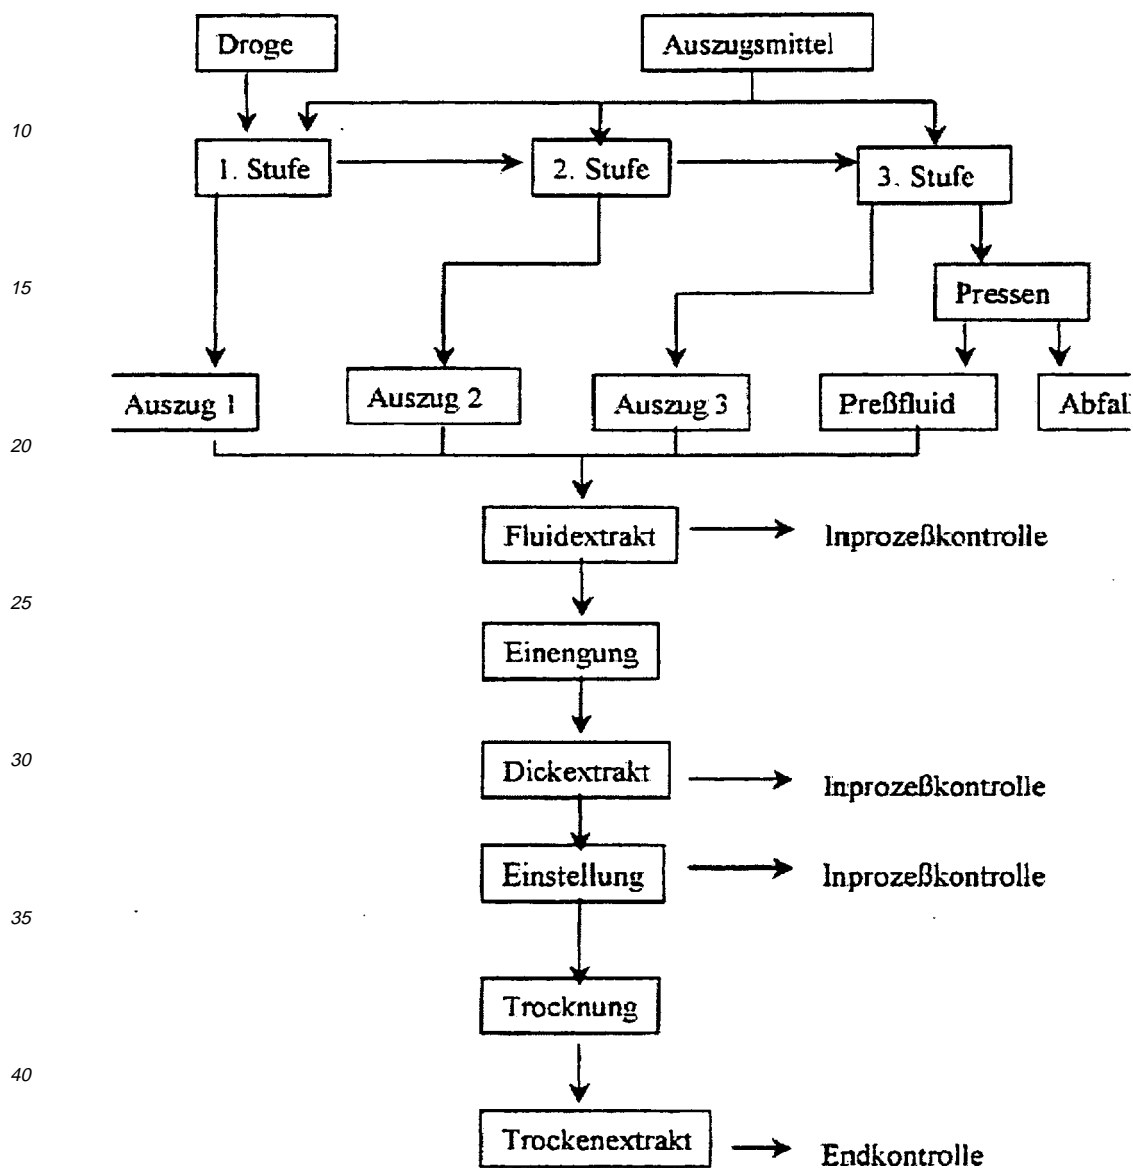 Droge
Auszugsmittel
10
1. Stufe
2. Stufe
3. Stufe
15
Pressen
Auszug 1
Auszug 2
Auszug 3
Preßfluid
Abfall
20
Fluidextrakt
Inprozeßkontrolle
25
Einengung
30
Dickextrakt
Inprozeßkontrolle
Einstellung
Inprozeßkontrolle
35
Trocknung
40
Trockenextrakt
Endkontrolle